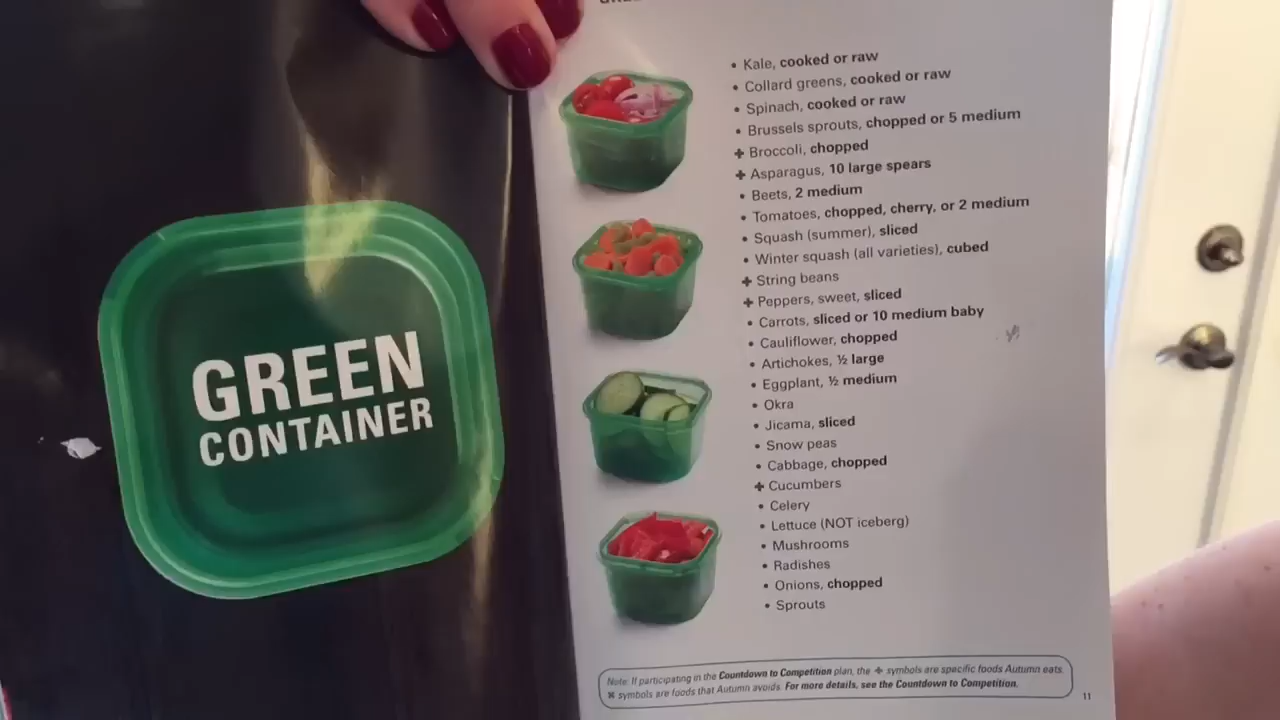 GREEN
CONTAINER
• Kale, cooked or raw
• Collard greens, cooked or raw
• Spinach, cooked or raw
• Brussels sprouts, chopped or 5 medium
✚ Broccoli, chopped
✚ Asparagus, 10 large spears
• Beets, 2 medium
• Tomatoes, chopped, cherry, or 2 medium
• Squash (summer), sliced
• Winter squash (all varieties), cubed
✚ String beans
✚ Peppers, sweet, sliced
• Carrots, sliced or 10 medium baby
• Cauliflower, chopped
• Artichokes, ½ large
• Eggplant, ½ medium
• Okra
• Jicama, sliced
• Snow peas
• Cabbage, chopped
✚ Cucumbers
• Celery
• Lettuce (NOT iceberg)
• Mushrooms
• Radishes
• Onions, chopped
• Sprouts
Note: If participating in the Countdown to Competition plan, the ✚ symbols are specific foods Autumn eats.
✖ symbols are foods that Autumn avoids. For more details, see the Countdown to Competition.
11